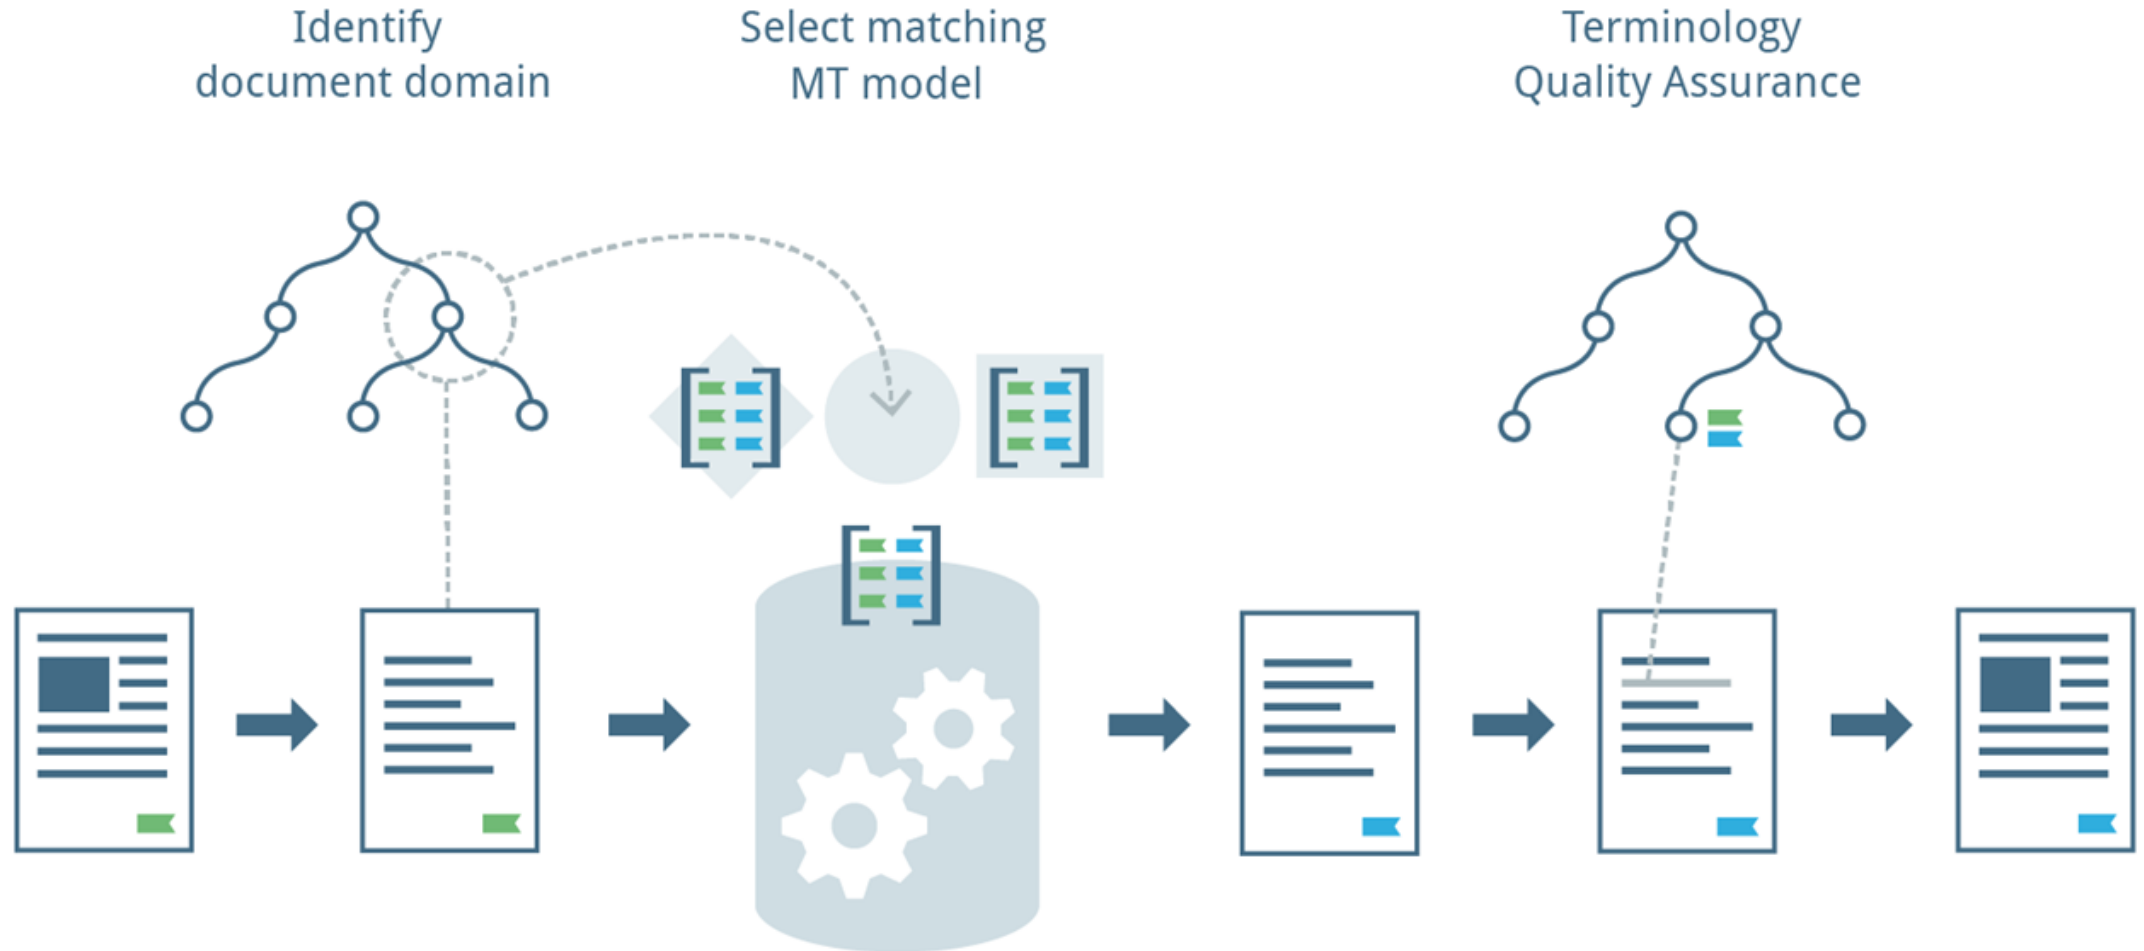 Identify
document domain
Select matching
MT model
Terminology
Quality Assurance